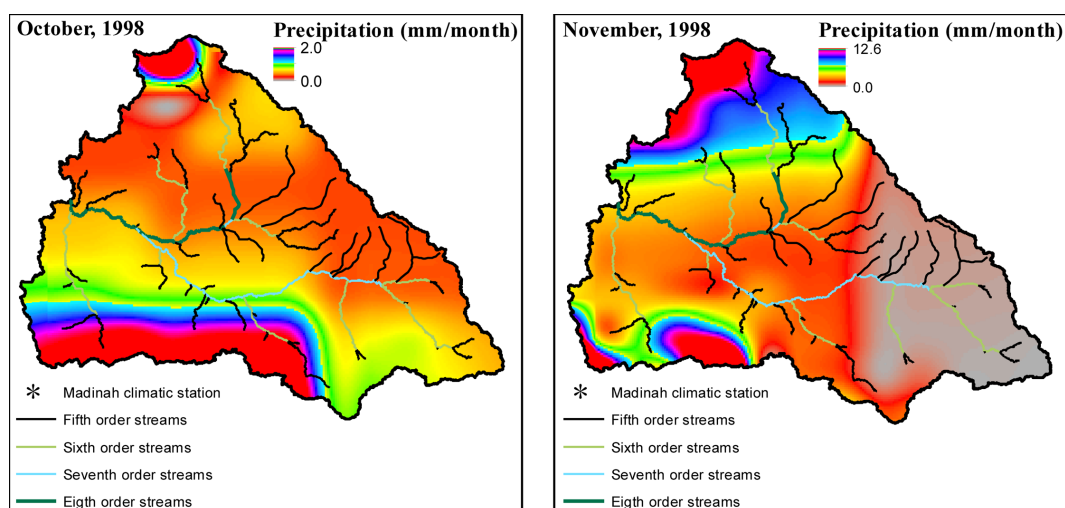 October, 1998
Precipitation (mm/month)
2.0
0.0
* Madinah climatic station
Fifth order streams
Sixth order streams
Seventh order streams
Eigth order streams
November, 1998
Precipitation (mm/month)
12.6
0.0
* Madinah climatic station
Fifth order streams
Sixth order streams
Seventh order streams
Eigth order streams